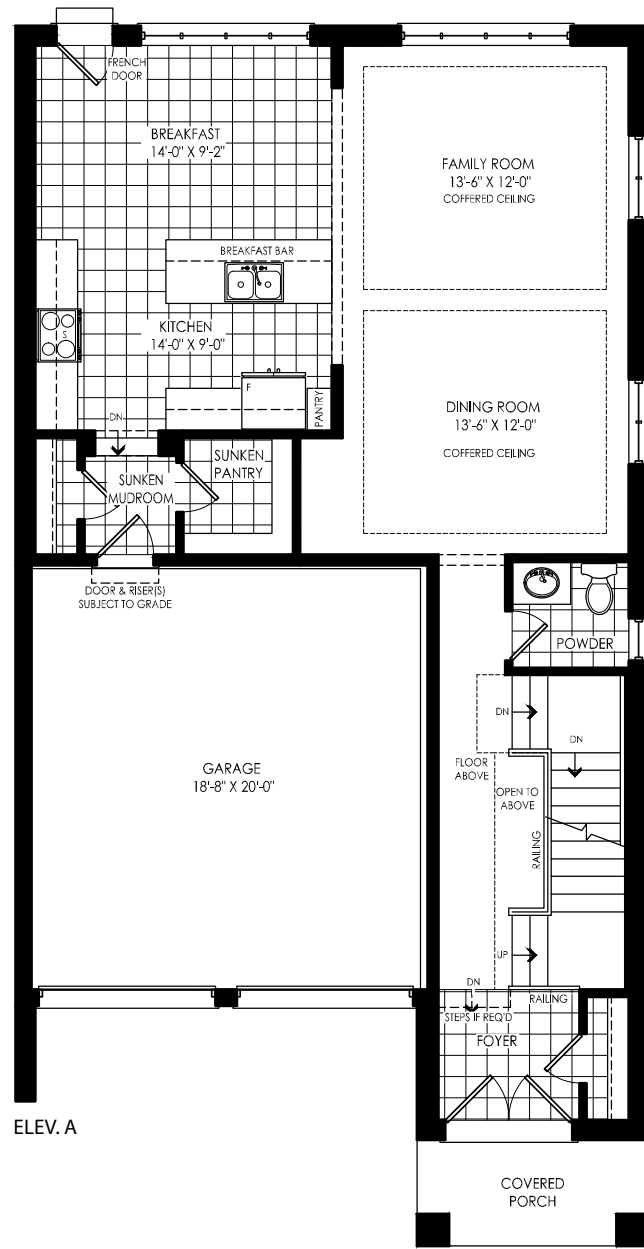 FRENCH
DOOR
BREAKFAST
14'-0" X 9'-2"
FAMILY ROOM
13'-6" X 12'-0"
COFFERED CEILING
BREAKFAST BAR
S
KITCHEN
14'-0" X 9'-0"
F
PANTRY
DINING ROOM
13'-6" X 12'-0"
COFFERED CEILING
DN
SUNKEN
MUDROOM
SUNKEN
PANTRY
DOOR & RISER(S)
SUBJECT TO GRADE
POWDER
GARAGE
18'-8" X 20'-0"
DN
DN
FLOOR
ABOVE
OPEN TO
ABOVE
RAILING
UP
DN
RAILING
STEPS IF REQ'D
FOYER
ELEV. A
COVERED
PORCH